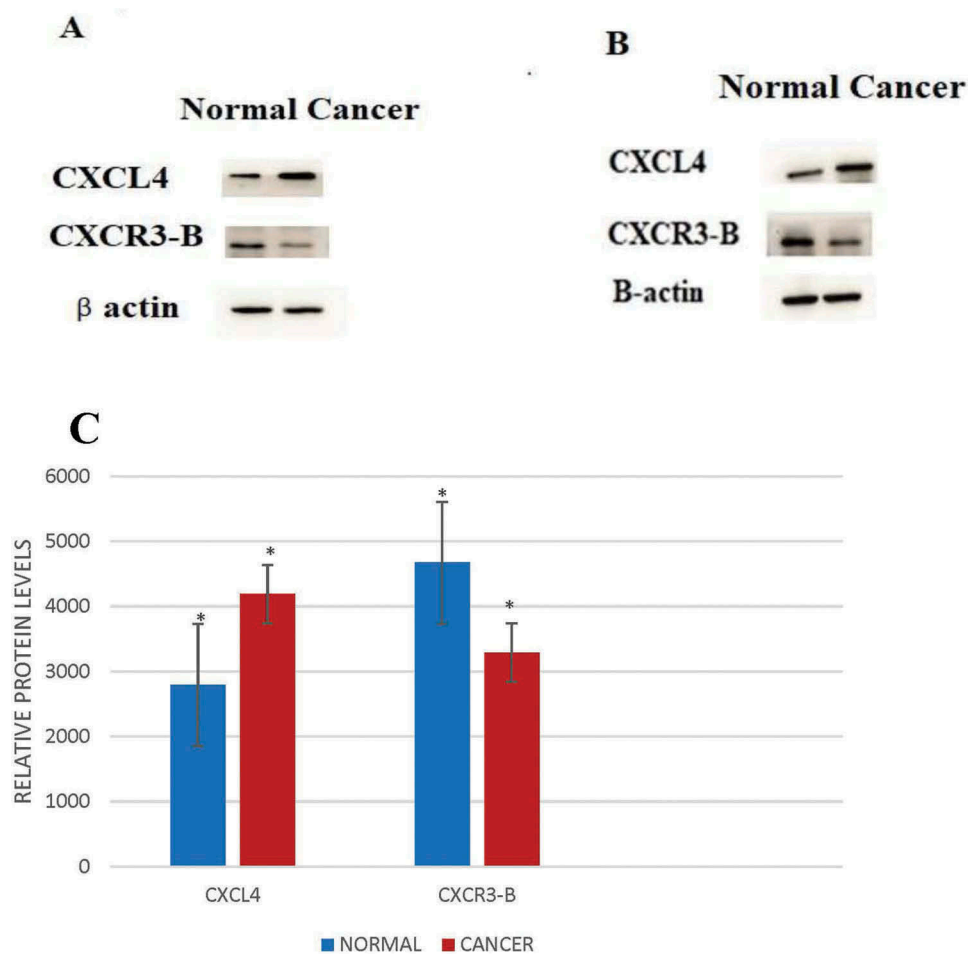 A
Normal Cancer
CXCL4
CXCR3-B
β actin
B
Normal Cancer
CXCL4
CXCR3-B
B-actin
C
RELATIVE PROTEIN LEVELS
6000
5000
4000
3000
2000
1000
0
*
*
*
*
CXCL4
CXCR3-B
NORMAL
CANCER